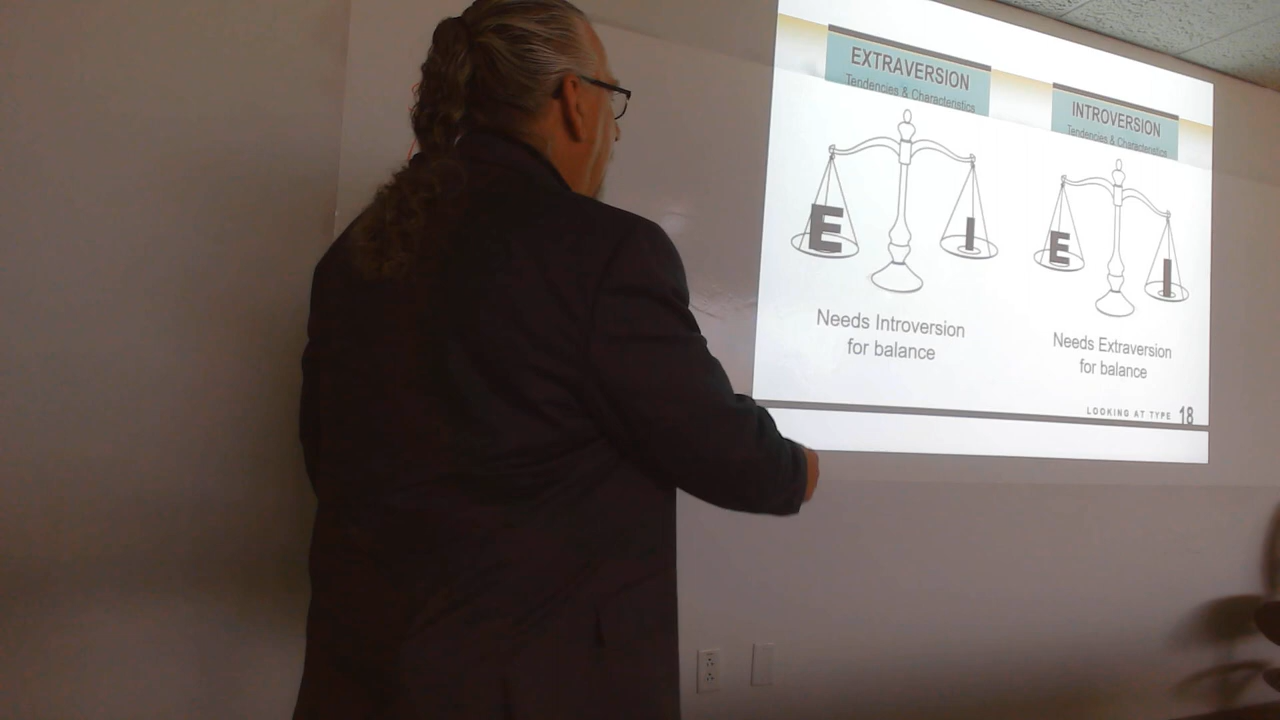 EXTRAVERSION
Tendencies & Characteristics
E I
Needs Introversion
for balance
INTROVERSION
Tendencies & Characteristics
E I
Needs Extraversion
for balance
LOOKING AT TYPE 18